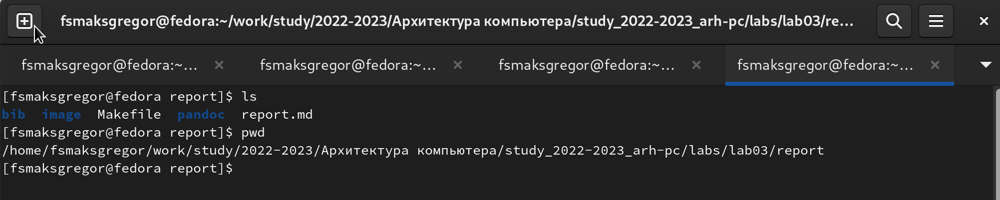 fsmaksgregor@fedora:~/work/study/2022-2023/Архитектура компьютера/study_2022-2023_arh-pc/labs/lab03/re...
fsmaksgregor@fedora:~... fsmaksgregor@fedora:~... fsmaksgregor@fedora:~... fsmaksgregor@fedora:~...
[fsmaksgregor@fedora report]$ ls
bib  image  Makefile  pandoc  report.md
[fsmaksgregor@fedora report]$ pwd
/home/fsmaksgregor/work/study/2022-2023/Архитектура компьютера/study_2022-2023_arh-pc/labs/lab03/report
[fsmaksgregor@fedora report]$